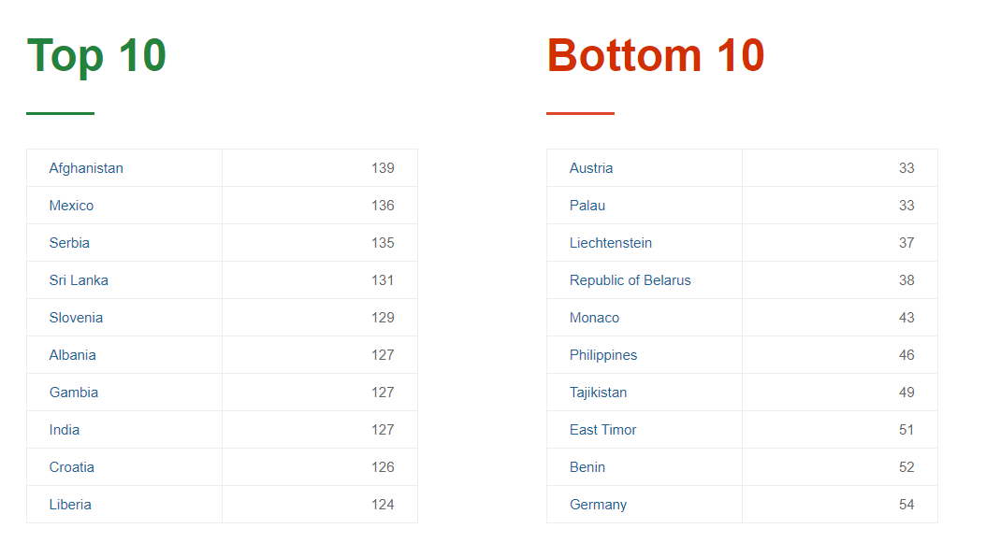 Top 10
Afghanistan 139
Mexico 136
Serbia 135
Sri Lanka 131
Slovenia 129
Albania 127
Gambia 127
India 127
Croatia 126
Liberia 124
Bottom 10
Austria 33
Palau 33
Liechtenstein 37
Republic of Belarus 38
Monaco 43
Philippines 46
Tajikistan 49
East Timor 51
Benin 52
Germany 54